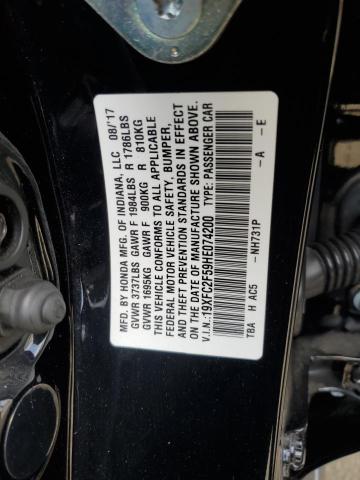 MFD. BY HONDA MFG. OF INDIANA, LLC 08/'17
GVWR 3737LBS GAWR F 1984LBS R 1786LBS
GVWR 1695KG GAWR F 900KG R 810KG
THIS VEHICLE CONFORMS TO ALL APPLICABLE
FEDERAL MOTOR VEHICLE SAFETY, BUMPER,
AND THEFT PREVENTION STANDARDS IN EFFECT
ON THE DATE OF MANUFACTURE SHOWN ABOVE.
V.I.N.:19XFC2F59HE074200 TYPE: PASSENGER CAR
TBA H AC5 -NH731P -A -E